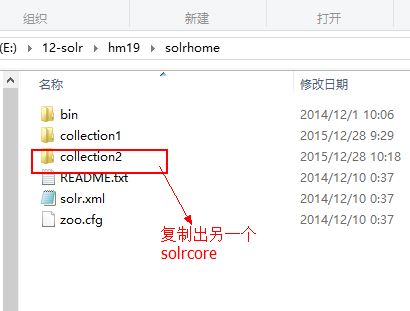 组织
新建
打开
(E:) ▸ 12-solr ▸ hm19 ▸ solrhome
名称
修改日期
bin
2014/12/1 10:06
collection1
2015/12/28 9:29
collection2
2015/12/28 10:18
README.txt
2014/12/10 0:37
solr.xml
2014/12/10 0:37
zoo.cfg
2014/12/10 0:37
复制出另一个
solrcore